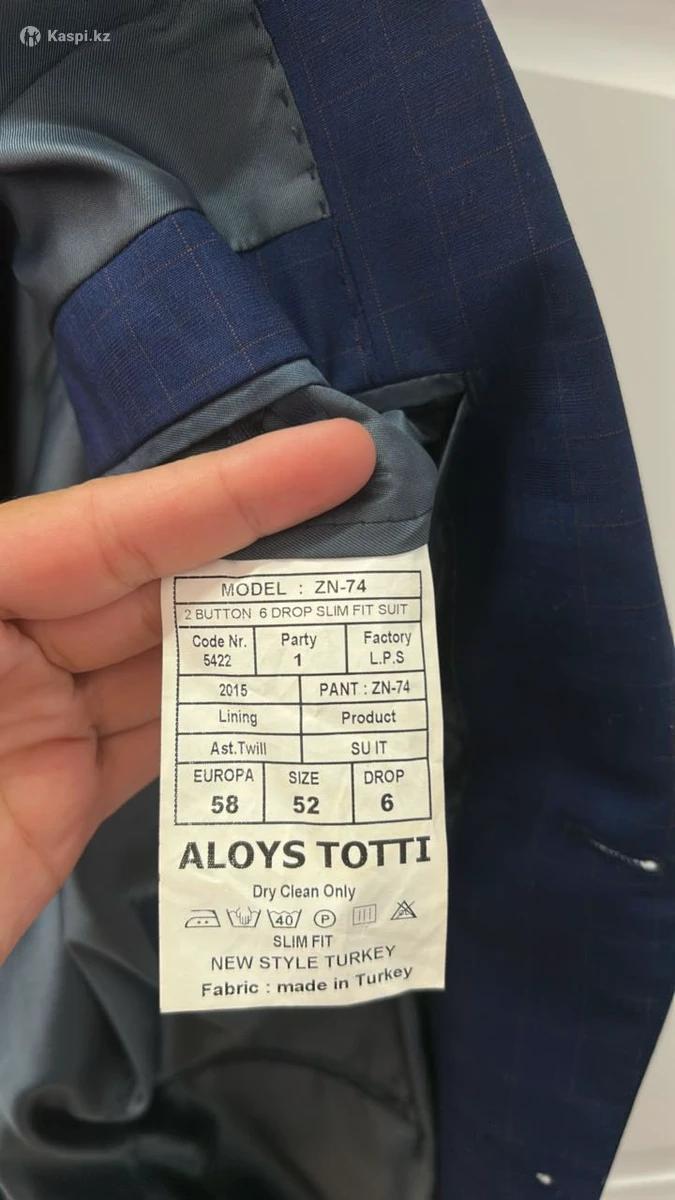 Kaspi.kz
MODEL : ZN-74
2 BUTTON 6 DROP SLIM FIT SUIT
Code Nr. Party Factory
5422 1 L.P.S
2015 PANT : ZN-74
Lining Product
Ast.Twill SUIT
EUROPA SIZE DROP
58 52 6
ALOYS TOTTI
Dry Clean Only
40 P
SLIM FIT
NEW STYLE TURKEY
Fabric : made in Turkey